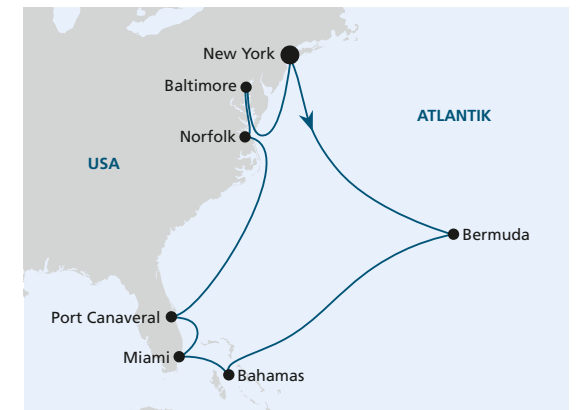 New York
Baltimore
ATLANTIK
Norfolk
USA
Bermuda
Port Canaveral
Miami
Bahamas